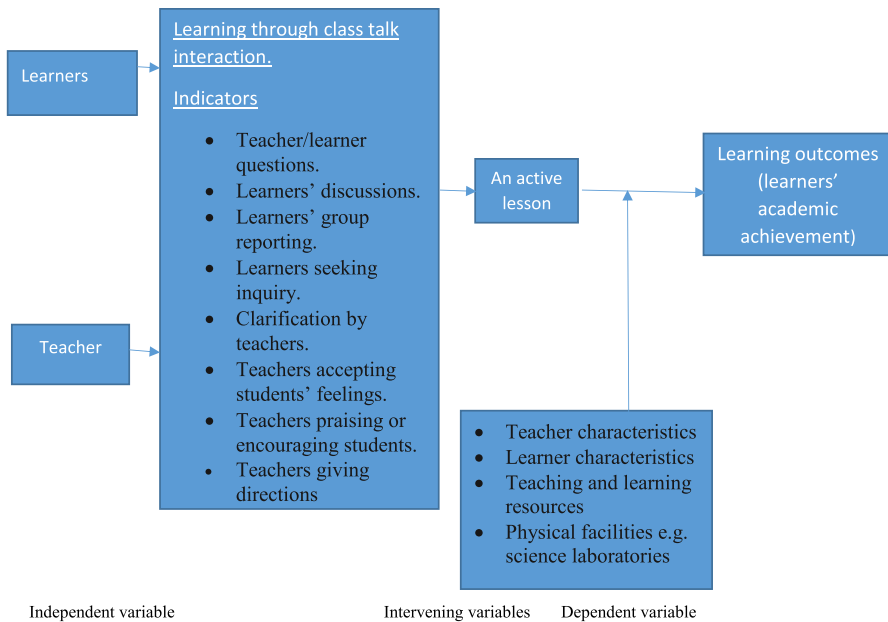 Learners
Teacher
Learning through class talk
interaction.
Indicators
• Teacher/learner
questions.
• Learners’ discussions.
• Learners’ group
reporting.
• Learners seeking
inquiry.
• Clarification by
teachers.
• Teachers accepting
students’ feelings.
• Teachers praising or
encouraging students.
• Teachers giving
directions
An active
lesson
Learning outcomes
(learners’
academic
achievement)
• Teacher characteristics
• Learner characteristics
• Teaching and learning
resources
• Physical facilities e.g.
science laboratories
Independent variable
Intervening variables
Dependent variable